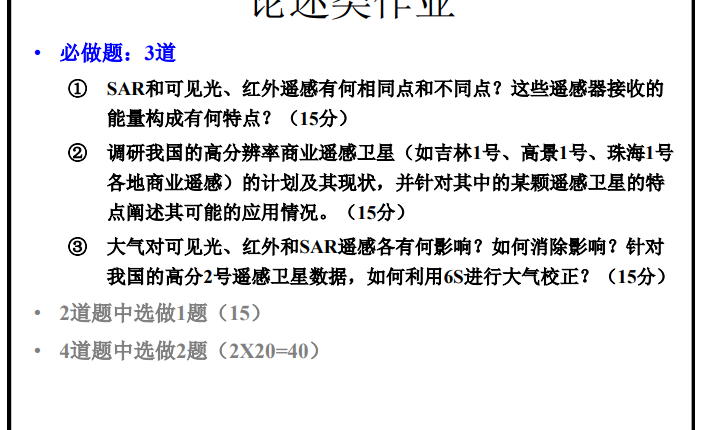 论述类作业
• 必做题：3道
① SAR和可见光、红外遥感有何相同点和不同点？这些遥感器接收的
能量构成有何特点？（15分）
② 调研我国的高分辨率商业遥感卫星（如吉林1号、高景1号、珠海1号
各地商业遥感）的计划及其现状，并针对其中的某颗遥感卫星的特
点阐述其可能的应用情况。（15分）
③ 大气对可见光、红外和SAR遥感各有何影响？如何消除影响？针对
我国的高分2号遥感卫星数据，如何利用6S进行大气校正？（15分）
• 2道题中选做1题（15）
• 4道题中选做2题（2X20=40）